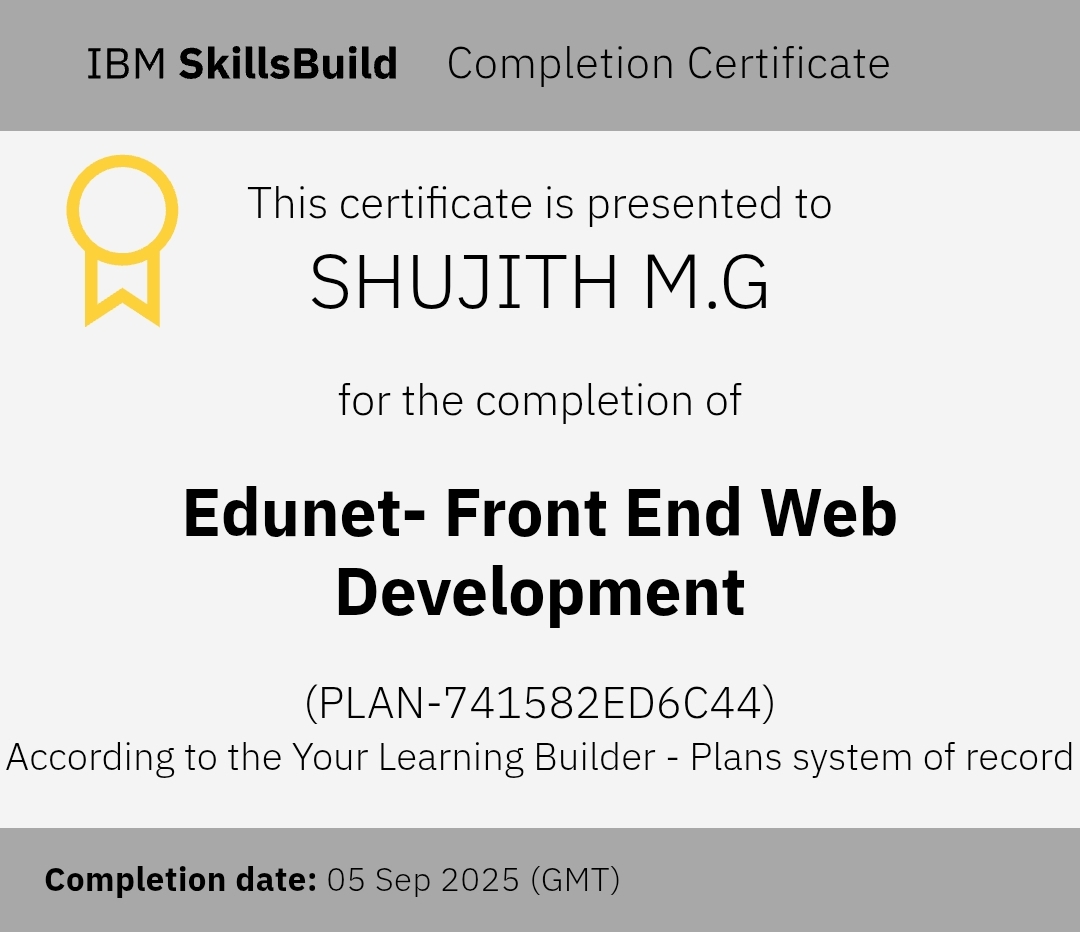 IBM SkillsBuild Completion Certificate
This certificate is presented to
SHUJITH M.G
for the completion of
Edunet- Front End Web
Development
(PLAN-741582ED6C44)
According to the Your Learning Builder - Plans system of record
Completion date: 05 Sep 2025 (GMT)